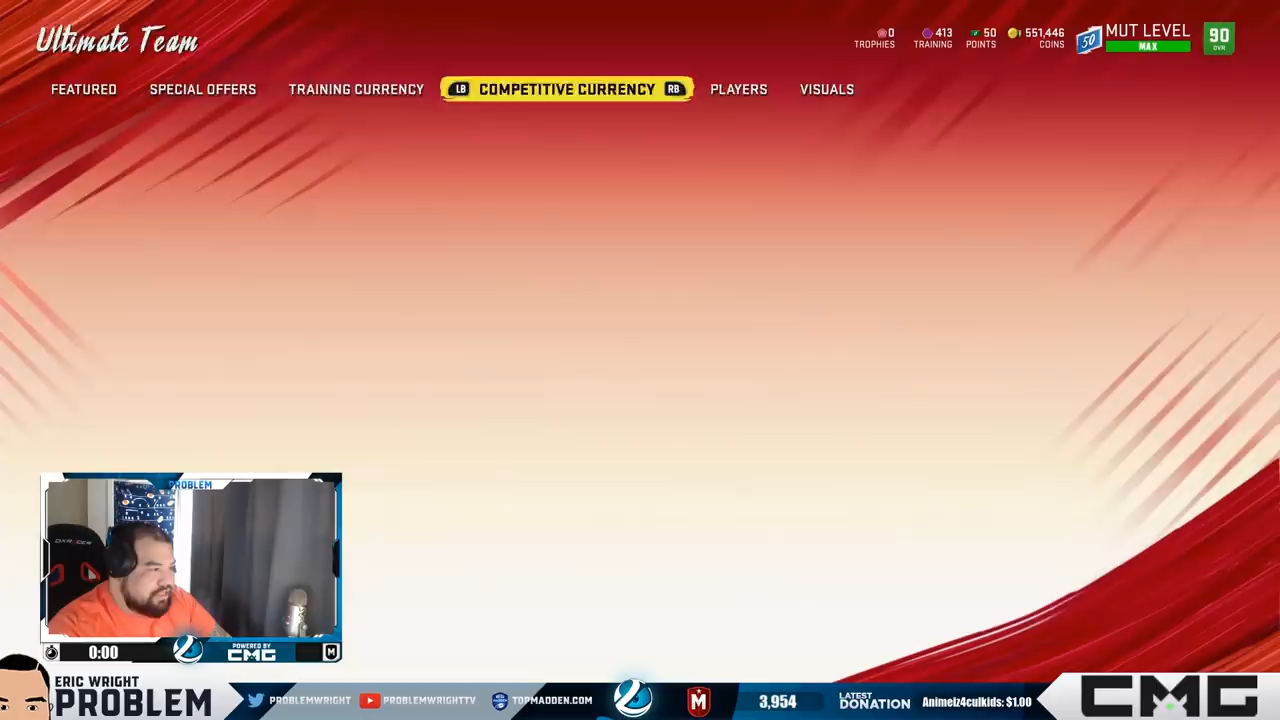 Ultimate Team
0
TROPHIES
413
TRAINING
50
POINTS
551,446
COINS
50
MUT LEVEL
MAX
90
OVR
FEATURED
SPECIAL OFFERS
TRAINING CURRENCY
LB COMPETITIVE CURRENCY RB
PLAYERS
VISUALS
PROBLEM
DXRACER
0:00
POWERED BY
CMG
M
ERIC WRIGHT
PROBLEM
PROBLEMWRIGHT
PROBLEMWRIGHTTV
TOPMADDEN.COM
M
3,954
LATEST
DONATION
Animeiz4culkids: $1.00
CMG